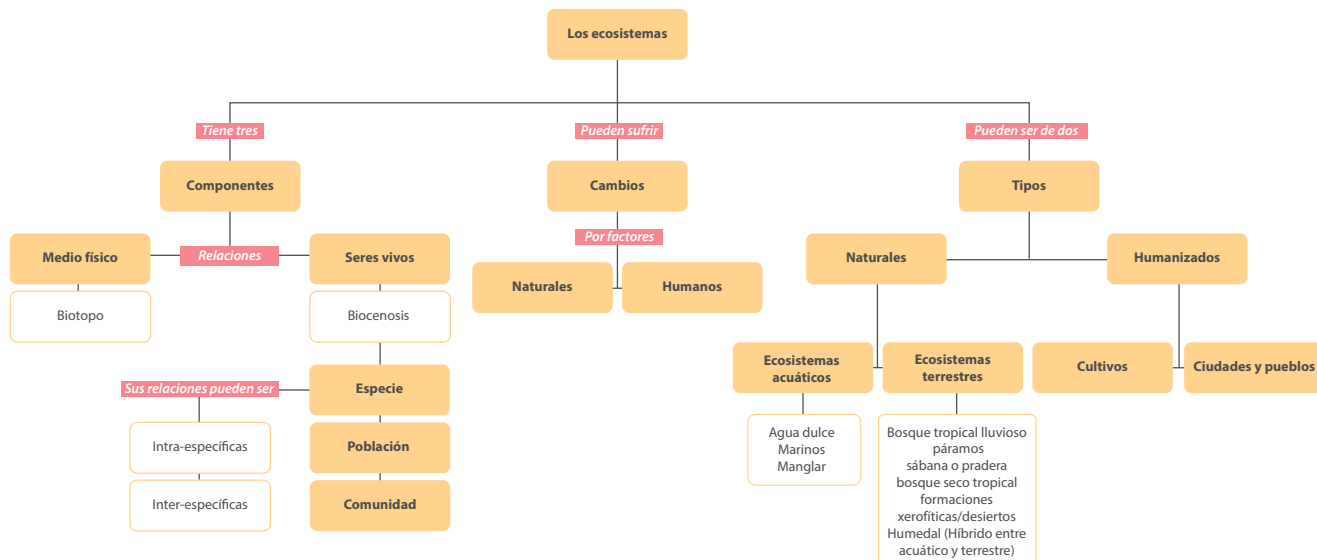 Los ecosistemas
Tiene tres
Pueden sufrir
Pueden ser de dos
Componentes
Cambios
Tipos
Relaciones
Por factores
Medio físico
Seres vivos
Naturales
Humanos
Naturales
Humanizados
Biotopo
Biocenosis
Ecosistemas
acuáticos
Ecosistemas
terrestres
Cultivos
Ciudades y pueblos
Sus relaciones pueden ser
Especie
Intra-específicas
Población
Inter-específicas
Comunidad
Agua dulce
Marinos
Manglar
Bosque tropical lluvioso
páramos
sábana o pradera
bosque seco tropical
formaciones
xerofíticas/desiertos
Humedal (Híbrido entre
acuático y terrestre)